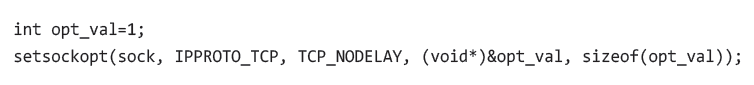 int opt_val=1;
setsockopt(sock, IPPROTO_TCP, TCP_NODELAY, (void*)&opt_val, sizeof(opt_val));